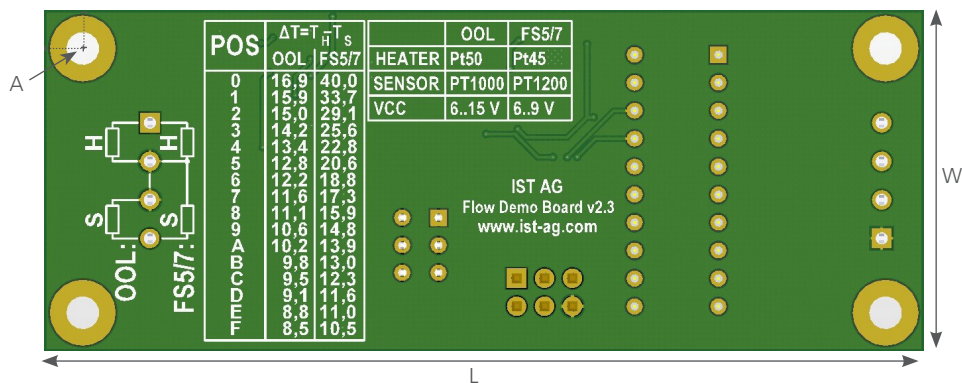 A
POS ΔT=T H-T S
OOL FS5/7
0 16,9 40,0
1 15,9 33,7
2 15,0 29,1
3 14,2 25,6
4 13,4 22,8
5 12,8 20,6
6 12,2 18,8
7 11,6 17,3
8 11,1 15,9
9 10,6 14,8
A 10,2 13,9
B 9,8 13,0
C 9,5 12,3
D 9,1 11,6
E 8,8 11,0
F 8,5 10,5
OOL FS5/7
HEATER Pt50 Pt45
SENSOR PT1000 PT1200
VCC 6..15 V 6..9 V
H H
S S
OOL:
FS5/7:
IST AG
Flow Demo Board v2.3
www.ist-ag.com
W
L